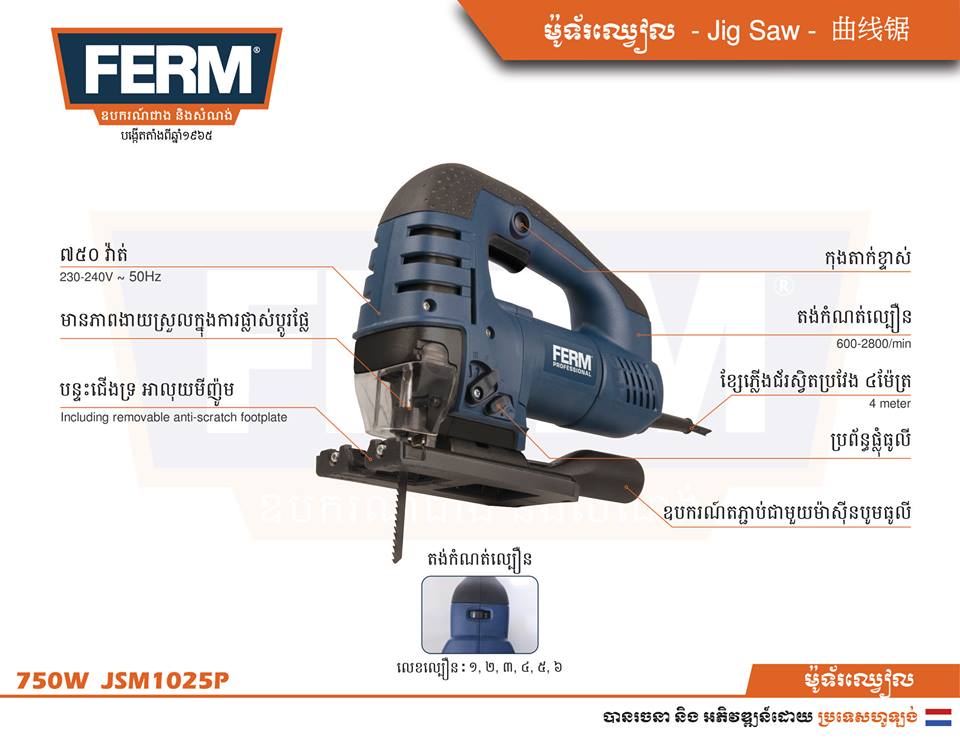 ម៉ូទ័រឈ្វៀល - Jig Saw - 曲线锯
FERM®
ឧបករណ៍ជាង និងសំណង់
បង្កើតតាំងពីឆ្នាំ១៩៦៥
៧៥០ វ៉ាត់
230-240V ~ 50Hz
មានភាពងាយស្រួលក្នុងការផ្លាស់ប្ដូរផ្លែ
បន្ទះជើងទ្រ អាលុយមីញ៉ូម
Including removable anti-scratch footplate
កុងតាក់ខ្ទាស់
តង់កំណត់ល្បឿន
600-2800/min
ខ្សែភ្លើងជ័រស្វិតប្រវែង ៤ម៉ែត្រ
4 meter
ប្រព័ន្ធផ្លុំធូលី
ឧបករណ៍តភ្ជាប់ជាមួយម៉ាស៊ីនបូមធូលី
FERM
PROFESSIONAL
តង់កំណត់ល្បឿន
លេខល្បឿន : ១, ២, ៣, ៤, ៥, ៦
750W JSM1025P
ម៉ូទ័រឈ្វៀល
បានរចនា និង អភិវឌ្ឍន៍ដោយ ប្រទេសហូឡង់